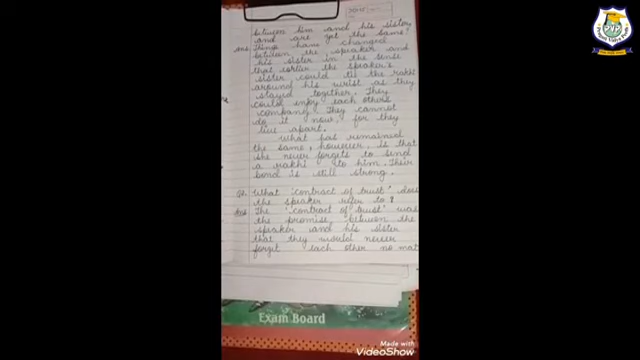 between him and his sister
and are yet the same?
Ans Things have changed
between the speaker and
his sister in the sense
that earlier the speaker's
sister could tie the rakhi
around his wrist as they
stayed together. They
could enjoy each others
company. They cannot
do it now, for they
live apart.
What has remained
the same, however, is that
she never forgets to send
a rakhi to him. Their
bond is still strong.
Q2. What 'contract of trust' does
the speaker refer to?
Ans The 'contract of trust' was
the promise between the
speaker and his sister
that they would never
forget each other no mat
Exam Board
Made with
VideoShow